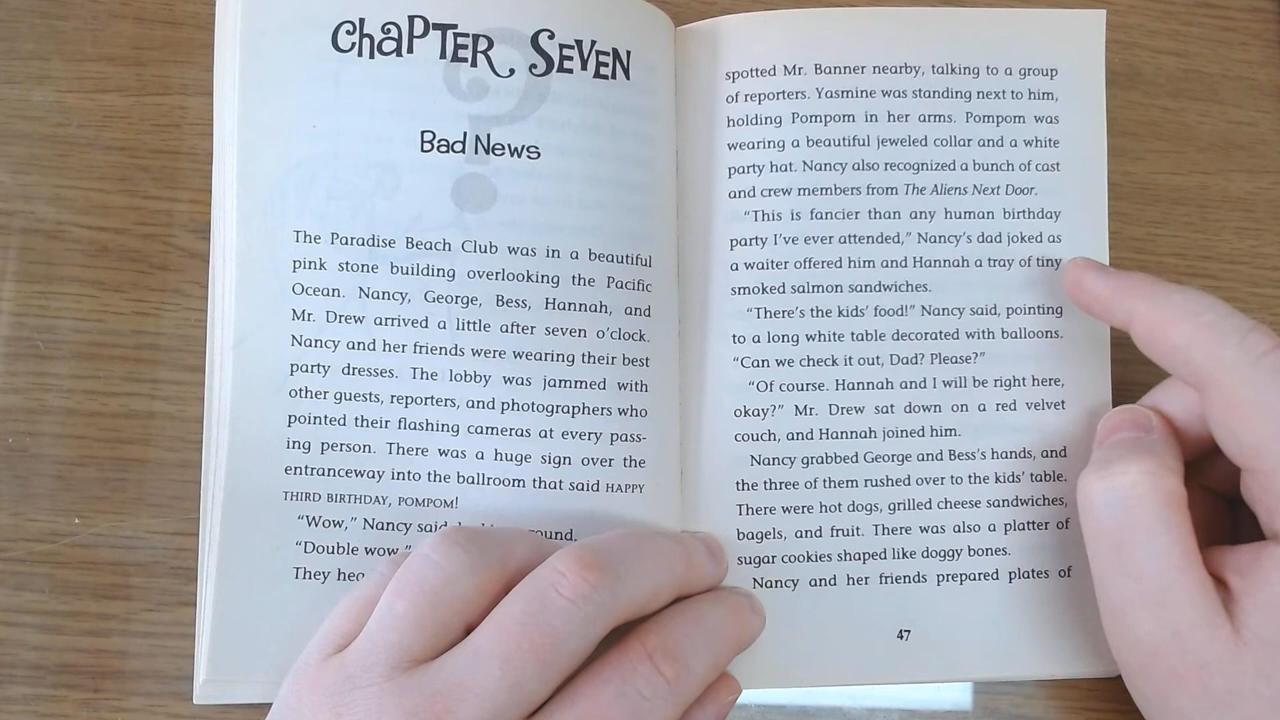 chaPTER SEVEN
Bad News
The Paradise Beach Club was in a beautiful
pink stone building overlooking the Pacific
Ocean. Nancy, George, Bess, Hannah, and
Mr. Drew arrived a little after seven o'clock.
Nancy and her friends were wearing their best
party dresses. The lobby was jammed with
other guests, reporters, and photographers who
pointed their flashing cameras at every pass-
ing person. There was a huge sign over the
entranceway into the ballroom that said HAPPY
THIRD BIRTHDAY, POMPOM!
“Wow,” Nancy said
“Double wow
They
spotted Mr. Banner nearby, talking to a group
of reporters. Yasmine was standing next to him,
holding Pompom in her arms. Pompom was
wearing a beautiful jeweled collar and a white
party hat. Nancy also recognized a bunch of cast
and crew members from The Aliens Next Door.
“This is fancier than any human birthday
party I've ever attended,” Nancy's dad joked as
a waiter offered him and Hannah a tray of tiny
smoked salmon sandwiches.
“There's the kids' food!” Nancy said, pointing
to a long white table decorated with balloons.
“Can we check it out, Dad? Please?”
“Of course. Hannah and I will be right here,
okay?” Mr. Drew sat down on a red velvet
couch, and Hannah joined him.
Nancy grabbed George and Bess's hands, and
the three of them rushed over to the kids' table.
There were hot dogs, grilled cheese sandwiches,
bagels, and fruit. There was also a platter of
sugar cookies shaped like doggy bones.
Nancy and her friends prepared plates of
47